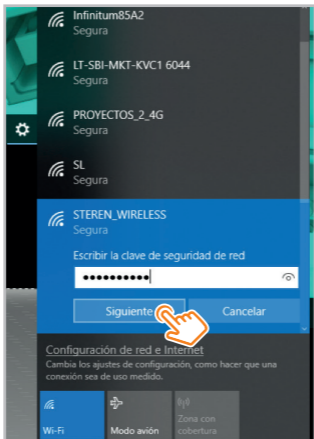 Infinitum85A2
Segura
LT-SBI-MKT-KVC1 6044
Segura
PROYECTOS_2_4G
Segura
SL
Segura
STEREN_WIRELESS
Segura
Escribir la clave de seguridad de red
••••••••••
Siguiente
Cancelar
Configuración de red e Internet
Cambia los ajustes de configuración, como hacer que una
conexión sea de uso medido.
Wi-Fi
Modo avión
Zona con
cobertura